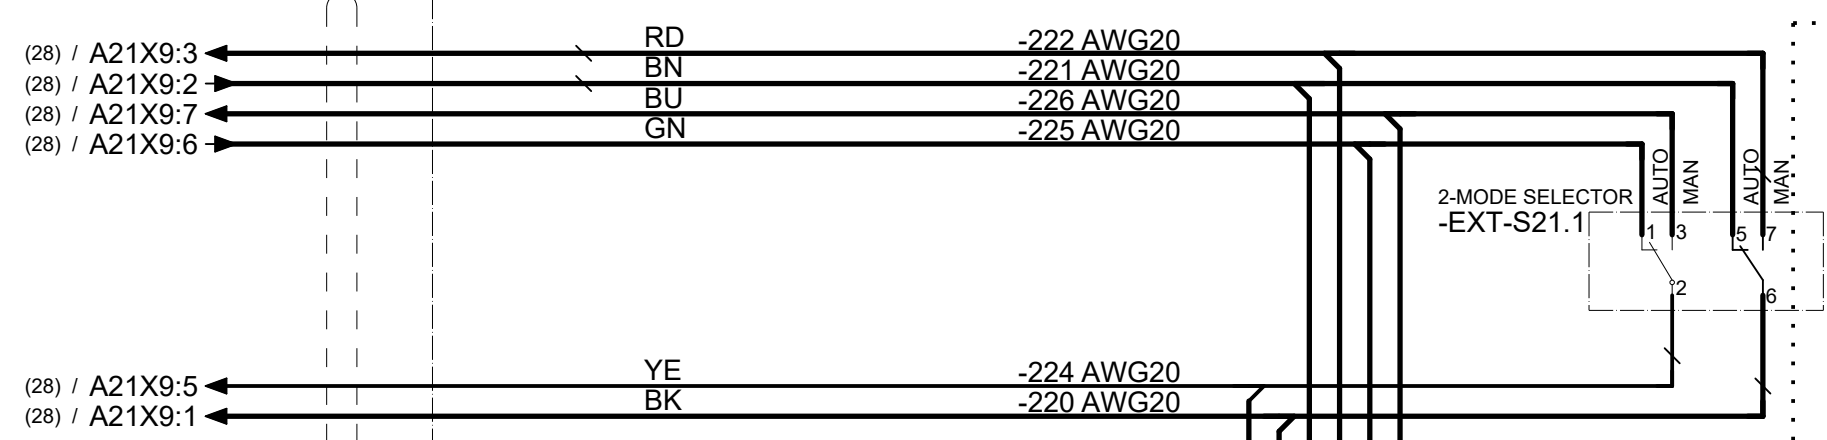 (28) / A21X9:3 RD -222 AWG20
(28) / A21X9:2 BN -221 AWG20
(28) / A21X9:7 BU -226 AWG20
(28) / A21X9:6 GN -225 AWG20
AUTO MAN AUTO MAN
2-MODE SELECTOR
-EXT-S21.1
1 3 5 7
2 6
(28) / A21X9:5 YE -224 AWG20
(28) / A21X9:1 BK -220 AWG20